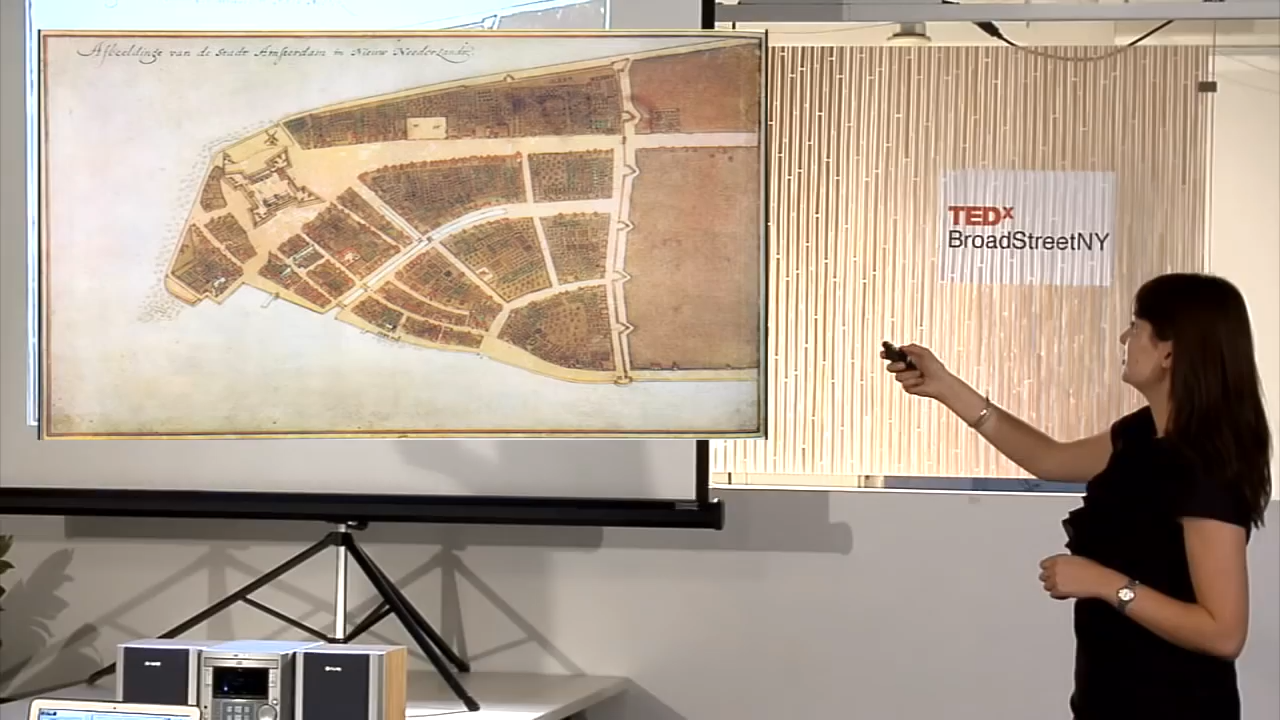 Afbeeldinge van de Stadt Amsterdam in Nieuw Neederlandt.
TEDx
BroadStreetNY